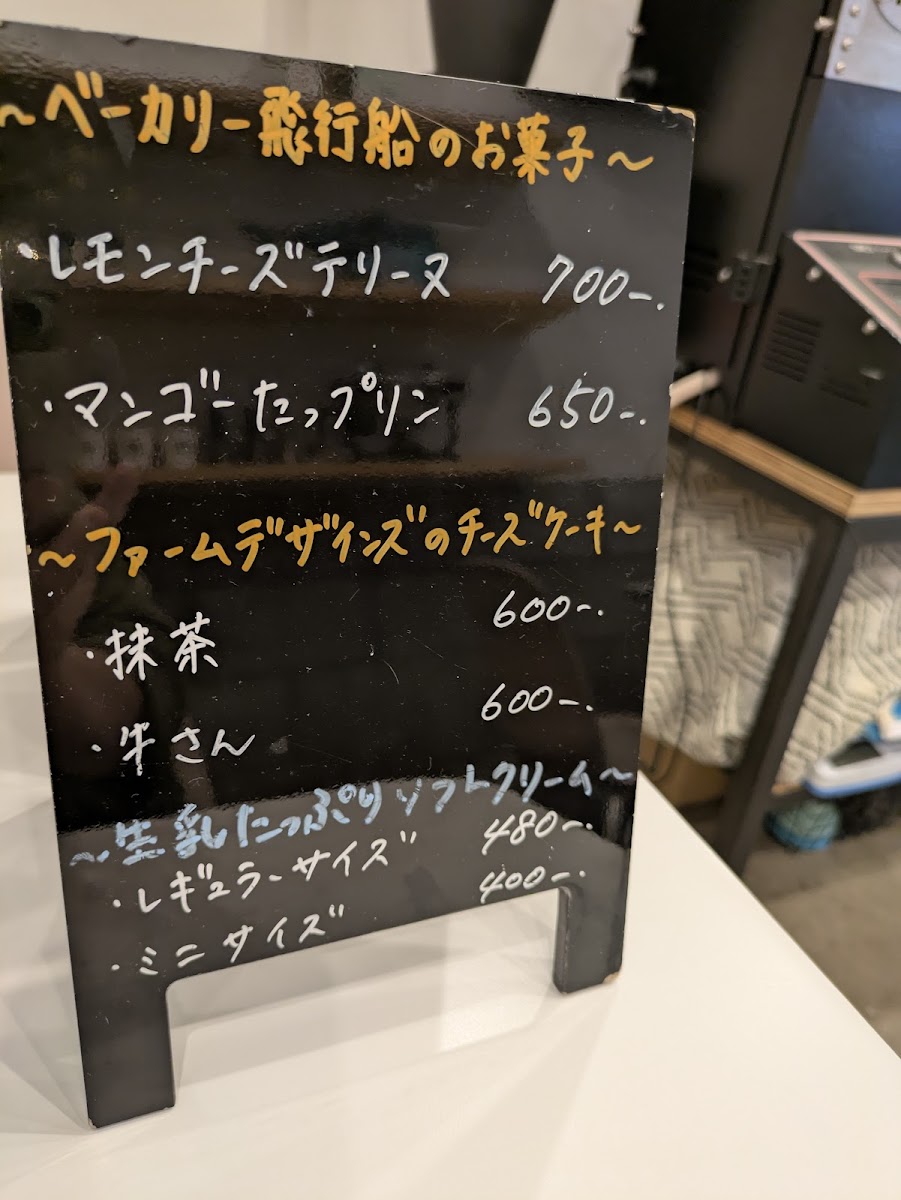 ～ベーカリー飛行船のお菓子～
・レモンチーズテリーヌ 700-.
・マンゴーたっプリン 650-.
～ファームデザインズのチーズケーキ～
・抹茶 600-.
・牛さん 600-.
～生乳たっぷりソフトクリーム～
・レギュラーサイズ 480-.
・ミニサイズ 400-.